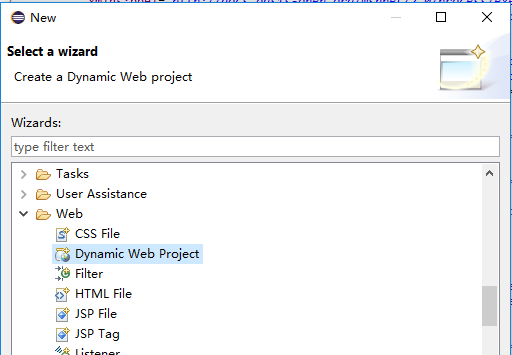 New
Select a wizard
Create a Dynamic Web project
Wizards:
type filter text
Tasks
User Assistance
Web
CSS File
Dynamic Web Project
Filter
HTML File
JSP File
JSP Tag
Listener